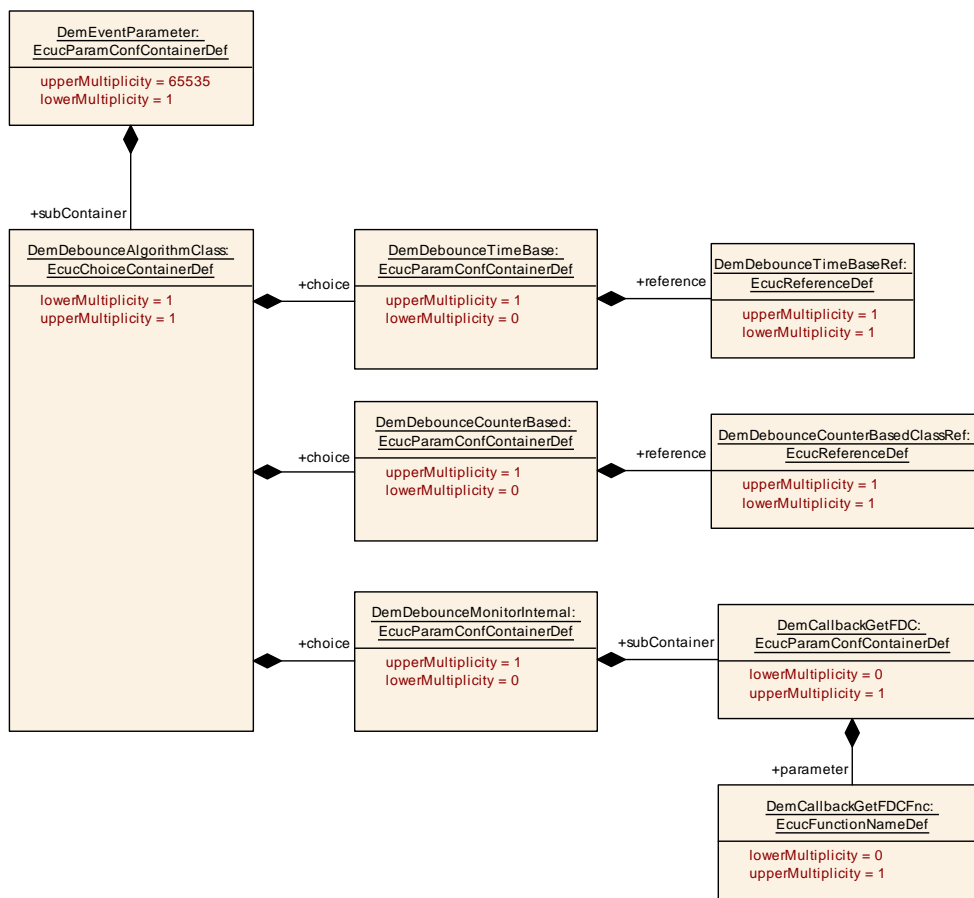 DemEventParameter:
EcucParamConfContainerDef
upperMultiplicity = 65535
lowerMultiplicity = 1
+subContainer
DemDebounceAlgorithmClass:
EcucChoiceContainerDef
lowerMultiplicity = 1
upperMultiplicity = 1
+choice
DemDebounceTimeBase:
EcucParamConfContainerDef
upperMultiplicity = 1
lowerMultiplicity = 0
+reference
DemDebounceTimeBaseRef:
EcucReferenceDef
upperMultiplicity = 1
lowerMultiplicity = 1
+choice
DemDebounceCounterBased:
EcucParamConfContainerDef
upperMultiplicity = 1
lowerMultiplicity = 0
+reference
DemDebounceCounterBasedClassRef:
EcucReferenceDef
upperMultiplicity = 1
lowerMultiplicity = 1
+choice
DemDebounceMonitorInternal:
EcucParamConfContainerDef
upperMultiplicity = 1
lowerMultiplicity = 0
+subContainer
DemCallbackGetFDC:
EcucParamConfContainerDef
lowerMultiplicity = 0
upperMultiplicity = 1
+parameter
DemCallbackGetFDCFnc:
EcucFunctionNameDef
lowerMultiplicity = 0
upperMultiplicity = 1